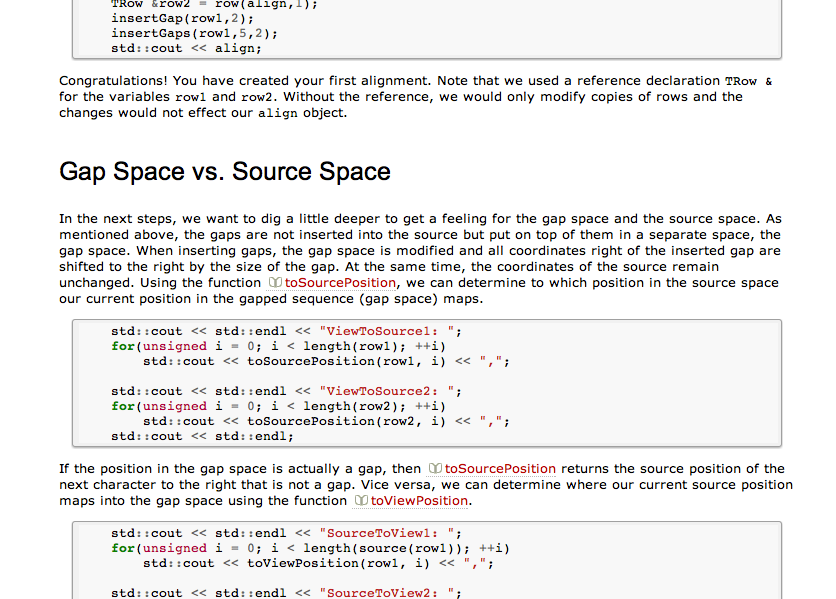 TRow &row2 = row(align,1);
insertGap(row1,2);
insertGaps(row1,5,2);
std::cout << align;
Congratulations! You have created your first alignment. Note that we used a reference declaration TRow &
for the variables row1 and row2. Without the reference, we would only modify copies of rows and the
changes would not effect our align object.
Gap Space vs. Source Space
In the next steps, we want to dig a little deeper to get a feeling for the gap space and the source space. As
mentioned above, the gaps are not inserted into the source but put on top of them in a separate space, the
gap space. When inserting gaps, the gap space is modified and all coordinates right of the inserted gap are
shifted to the right by the size of the gap. At the same time, the coordinates of the source remain
unchanged. Using the function toSourcePosition, we can determine to which position in the source space
our current position in the gapped sequence (gap space) maps.
std::cout << std::endl << "ViewToSource1: ";
for(unsigned i = 0; i < length(row1); ++i)
    std::cout << toSourcePosition(row1, i) << ",";
std::cout << std::endl << "ViewToSource2: ";
for(unsigned i = 0; i < length(row2); ++i)
    std::cout << toSourcePosition(row2, i) << ",";
std::cout << std::endl;
If the position in the gap space is actually a gap, then toSourcePosition returns the source position of the
next character to the right that is not a gap. Vice versa, we can determine where our current source position
maps into the gap space using the function toViewPosition.
std::cout << std::endl << "SourceToView1: ";
for(unsigned i = 0; i < length(source(row1)); ++i)
    std::cout << toViewPosition(row1, i) << ",";
std::cout << std::endl << "SourceToView2: ";